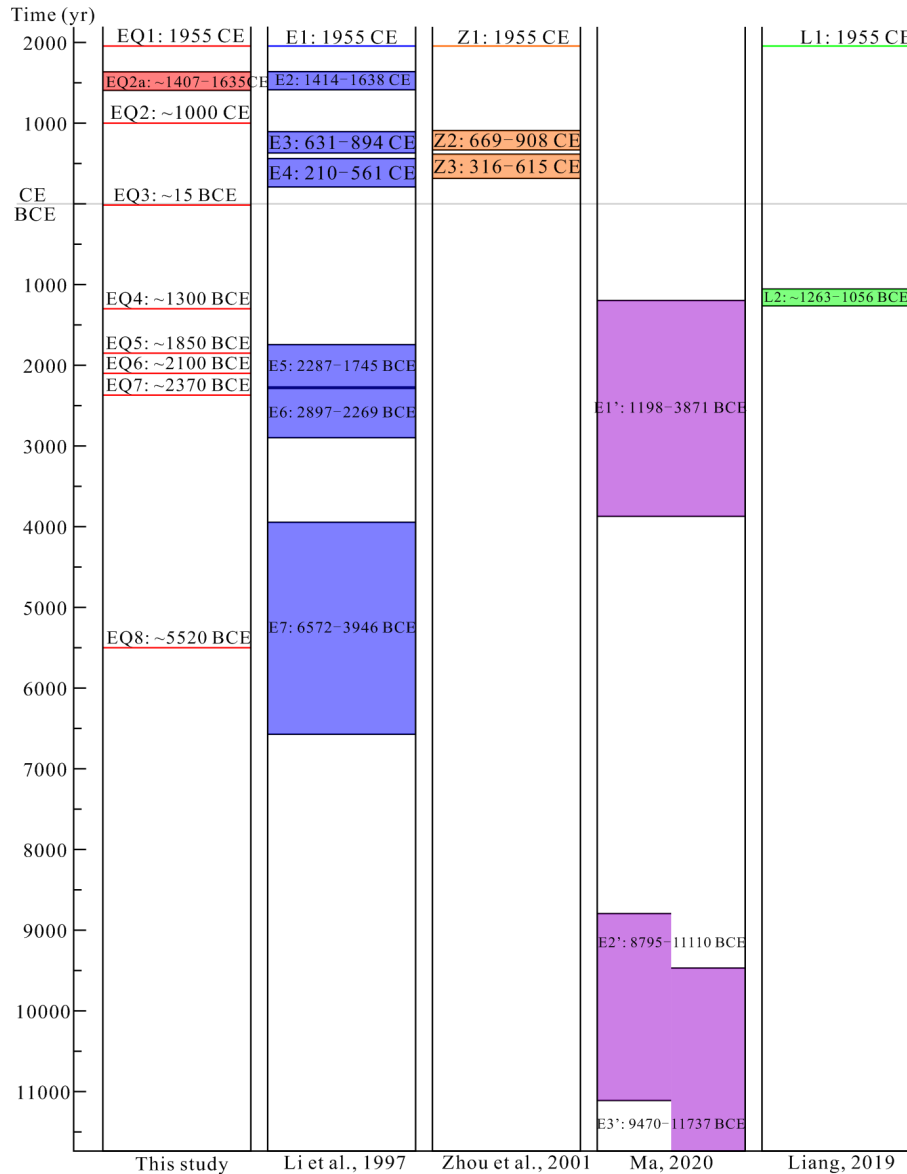 Time (yr)
2000
1000
CE
BCE
1000
2000
3000
4000
5000
6000
7000
8000
9000
10000
11000
EQ1: 1955 CE
EQ2a: ~1407-1635CE
EQ2: ~1000 CE
EQ3: ~15 BCE
EQ4: ~1300 BCE
EQ5: ~1850 BCE
EQ6: ~2100 BCE
EQ7: ~2370 BCE
EQ8: ~5520 BCE
This study
E1: 1955 CE
E2: 1414-1638 CE
E3: 631-894 CE
E4: 210-561 CE
E5: 2287-1745 BCE
E6: 2897-2269 BCE
E7: 6572-3946 BCE
Li et al., 1997
Z1: 1955 CE
Z2: 669-908 CE
Z3: 316-615 CE
Zhou et al., 2001
E1’: 1198-3871 BCE
E2’: 8795-11110 BCE
E3’: 9470-11737 BCE
Ma, 2020
L1: 1955 CE
L2: ~1263-1056 BCE
Liang, 2019